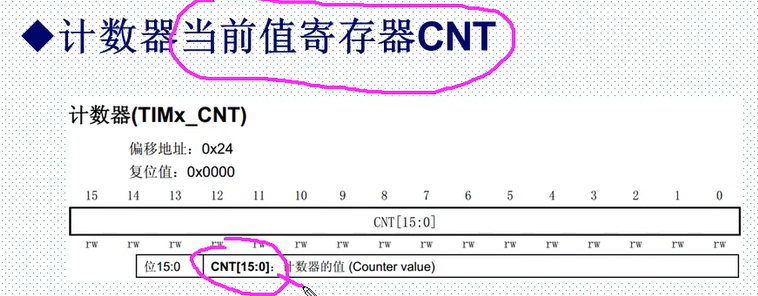 ◆计数器当前值寄存器CNT
计数器(TIMx_CNT)
偏移地址：0x24
复位值：0x0000
15 14 13 12 11 10 9 8 7 6 5 4 3 2 1 0
CNT[15:0]
rw rw rw rw rw rw rw rw rw rw rw rw rw rw rw rw
位15:0 CNT[15:0]：计数器的值 (Counter value)